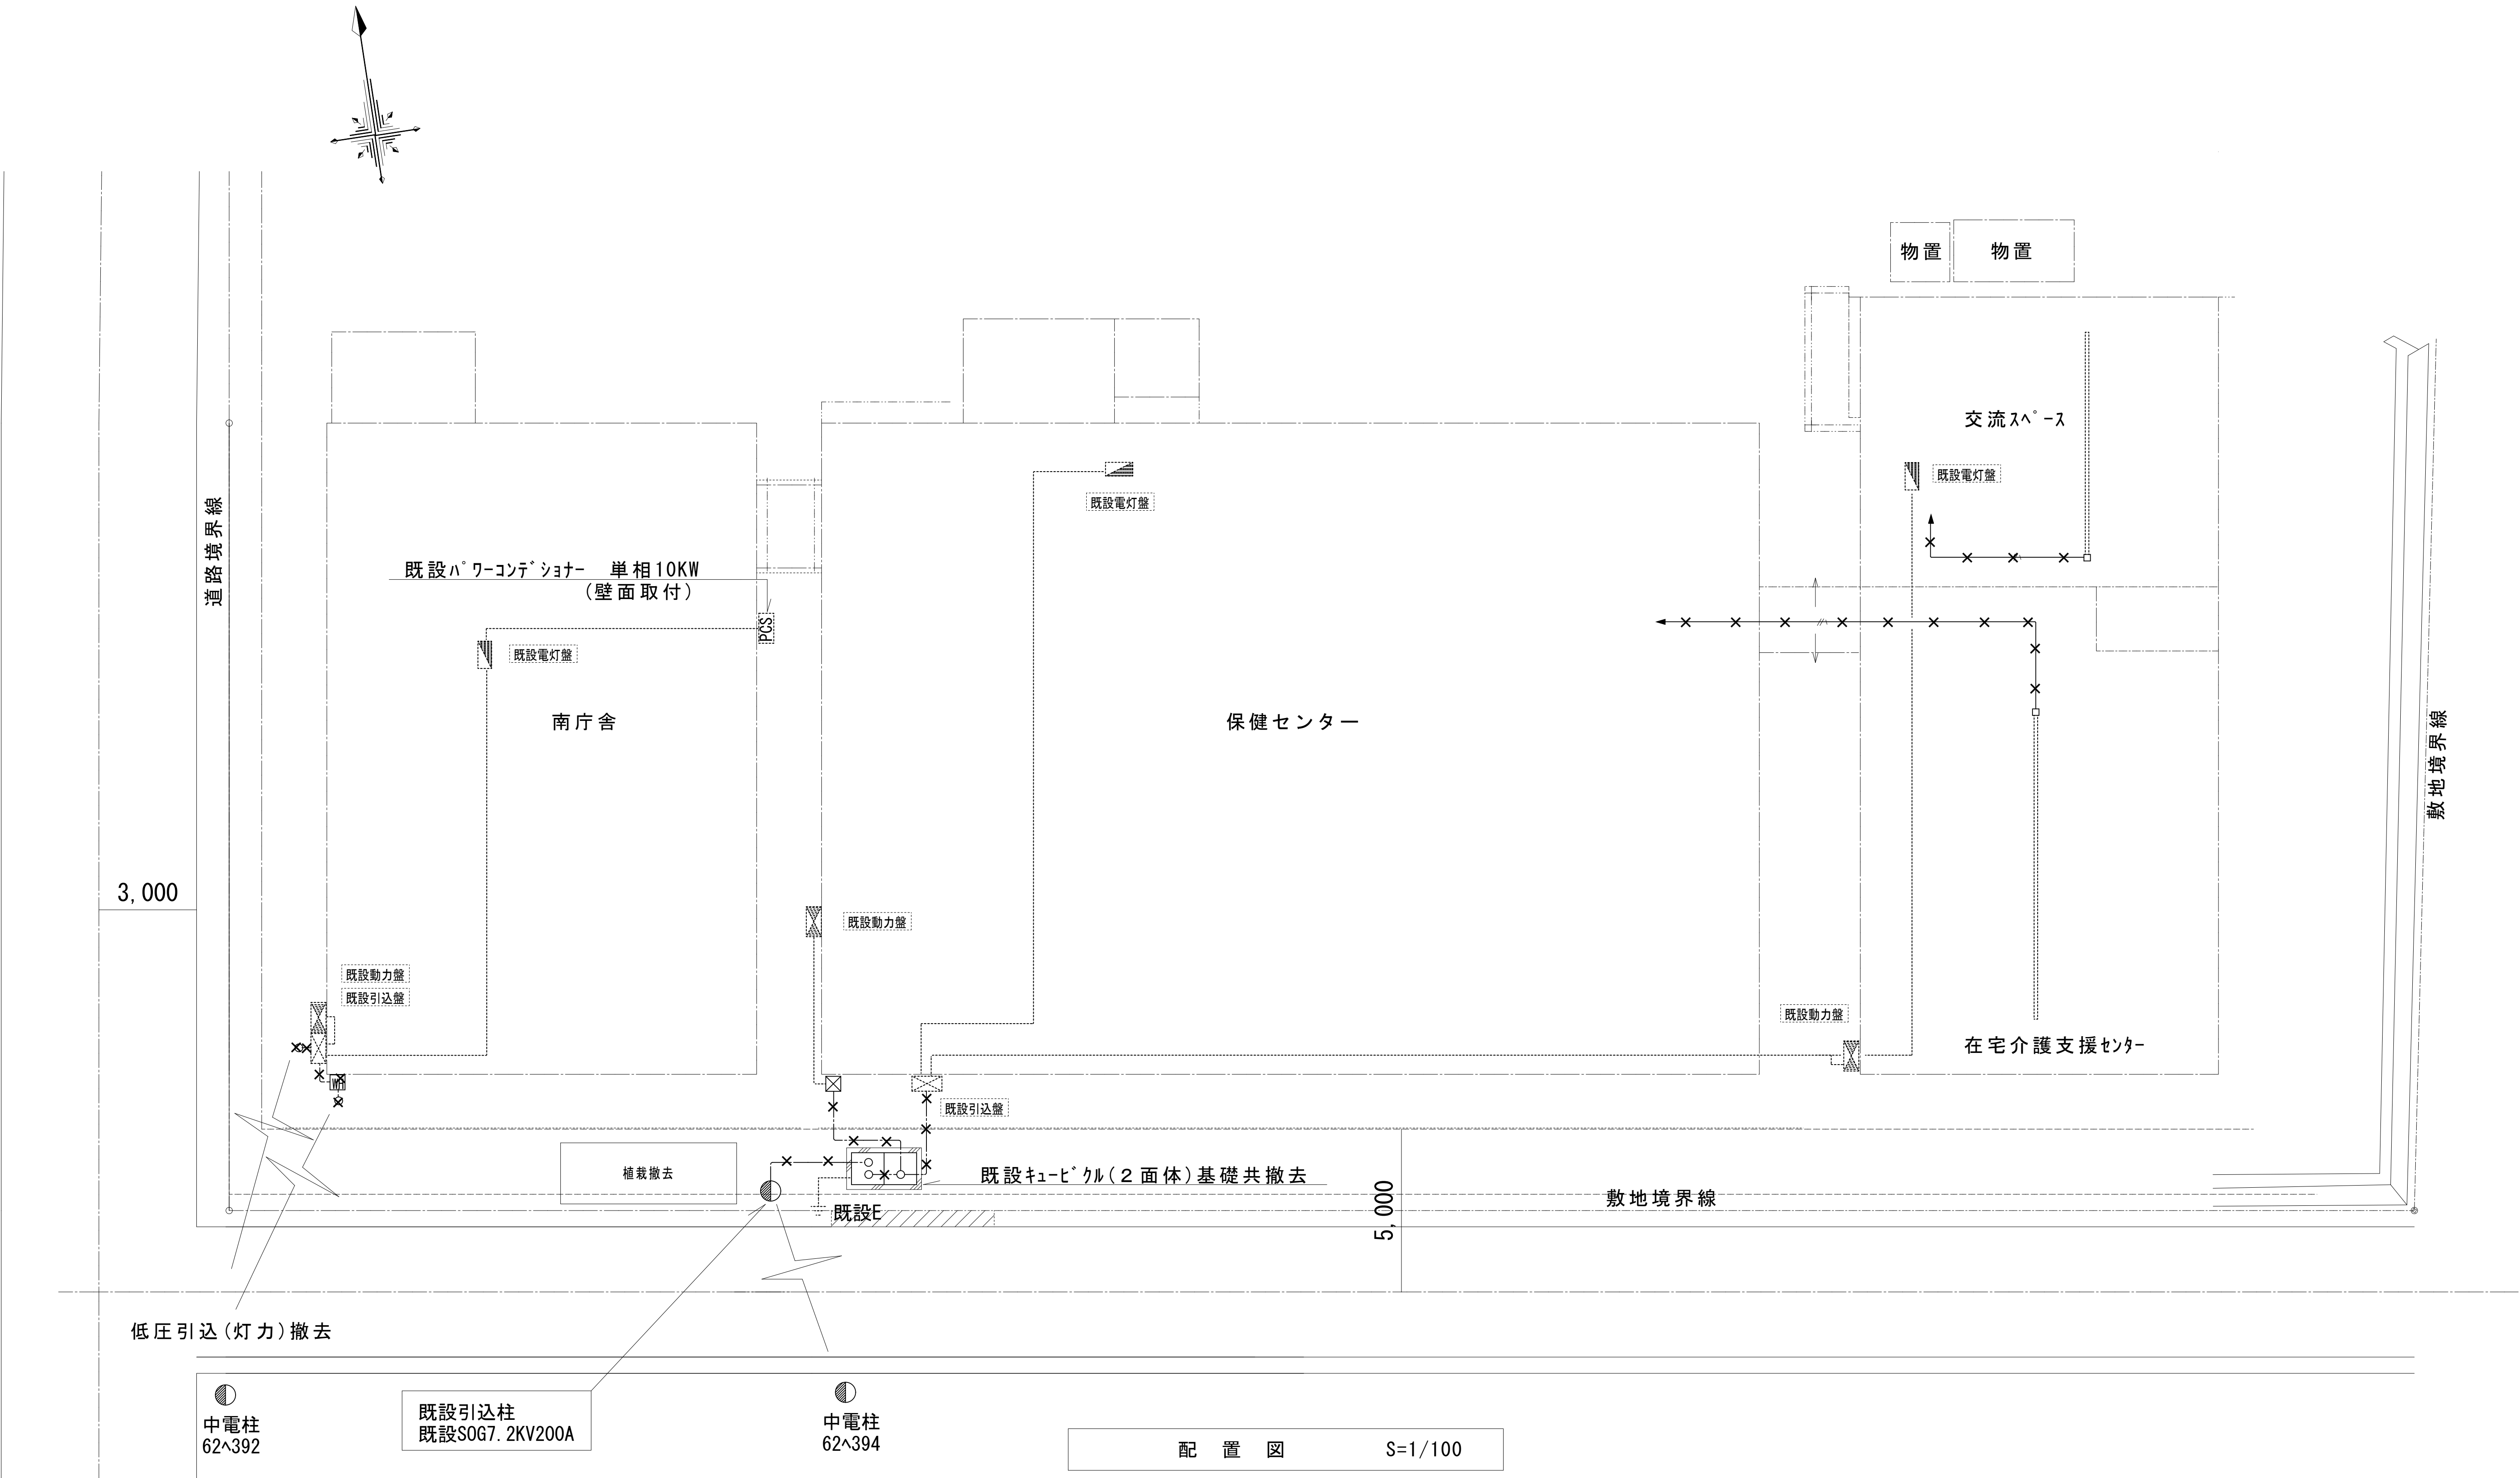 物置
物置
交流ｽﾍﾟｰｽ
既設電灯盤
既設電灯盤
道路境界線
既設ﾊﾟﾜｰｺﾝﾃﾞｼｮﾅｰ　単相10KW
(壁面取付)
PCS
既設電灯盤
南庁舎
保健センター
敷地境界線
3,000
既設動力盤
既設動力盤
既設引込盤
既設動力盤
在宅介護支援ｾﾝﾀｰ
WH
既設引込盤
植栽撤去
既設ｷｭｰﾋﾞｸﾙ(２面体)基礎共撤去
敷地境界線
既設E
5,000
低圧引込(灯力)撤去
既設引込柱
既設SOG7.2KV200A
中電柱
62ﾍ392
中電柱
62ﾍ394
配　置　図　　S=1/100